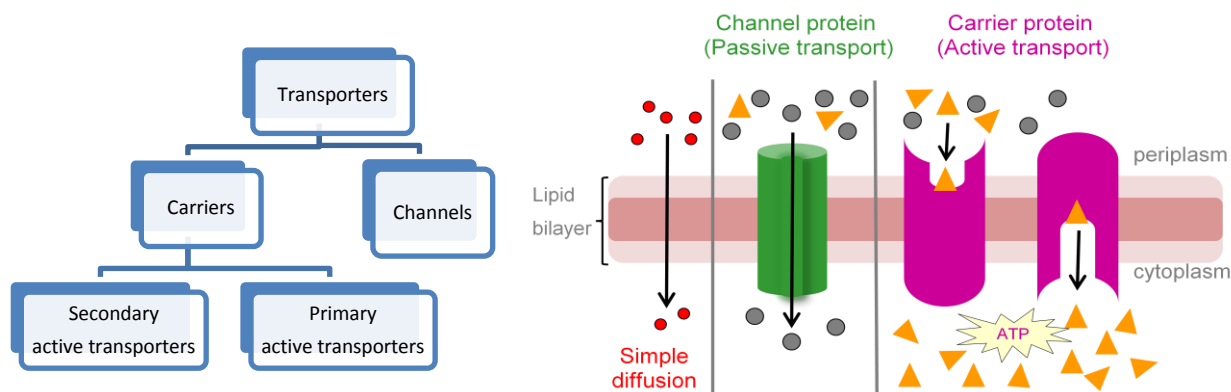 Transporters
Carriers
Channels
Secondary
active transporters
Primary
active transporters
Channel protein
(Passive transport)
Carrier protein
(Active transport)
periplasm
Lipid
bilayer
cytoplasm
ATP
Simple
diffusion